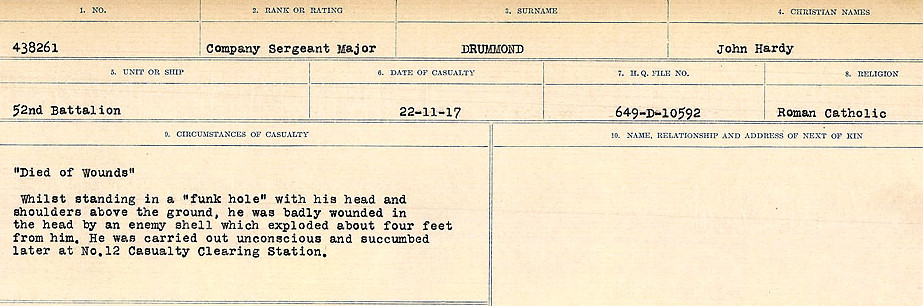 1. NO. 2. RANK OR RATING 3. SURNAME 4. CHRISTIAN NAMES
438261 Company Sergeant Major DRUMMOND John Hardy
5. UNIT OR SHIP 6. DATE OF CASUALTY 7. H.Q. FILE NO. 8. RELIGION
52nd Battalion 22-11-17 649-D-10592 Roman Catholic
9. CIRCUMSTANCES OF CASUALTY 10. NAME, RELATIONSHIP AND ADDRESS OF NEXT OF KIN
"Died of Wounds"
Whilst standing in a "funk hole" with his head and
shoulders above the ground, he was badly wounded in
the head by an enemy shell which exploded about four feet
from him. He was carried out unconscious and succumbed
later at No.12 Casualty Clearing Station.